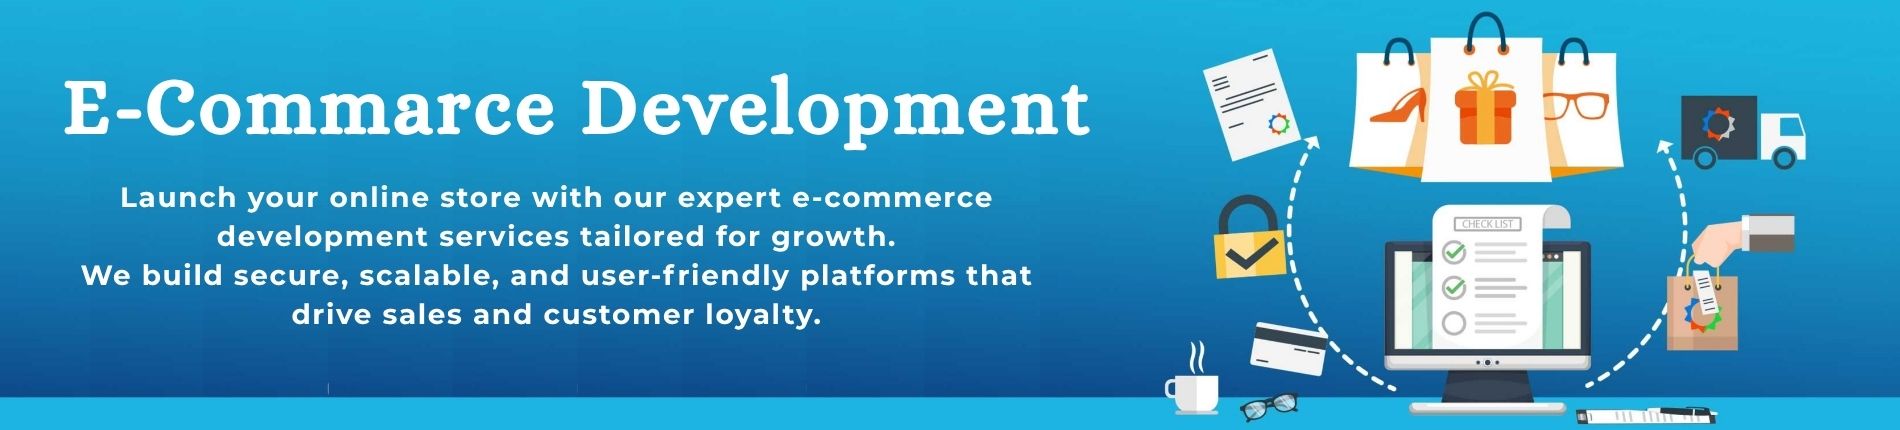 E-Commarce Development
Launch your online store with our expert e-commerce
development services tailored for growth.
We build secure, scalable, and user-friendly platforms that
drive sales and customer loyalty.
CHECK LIST